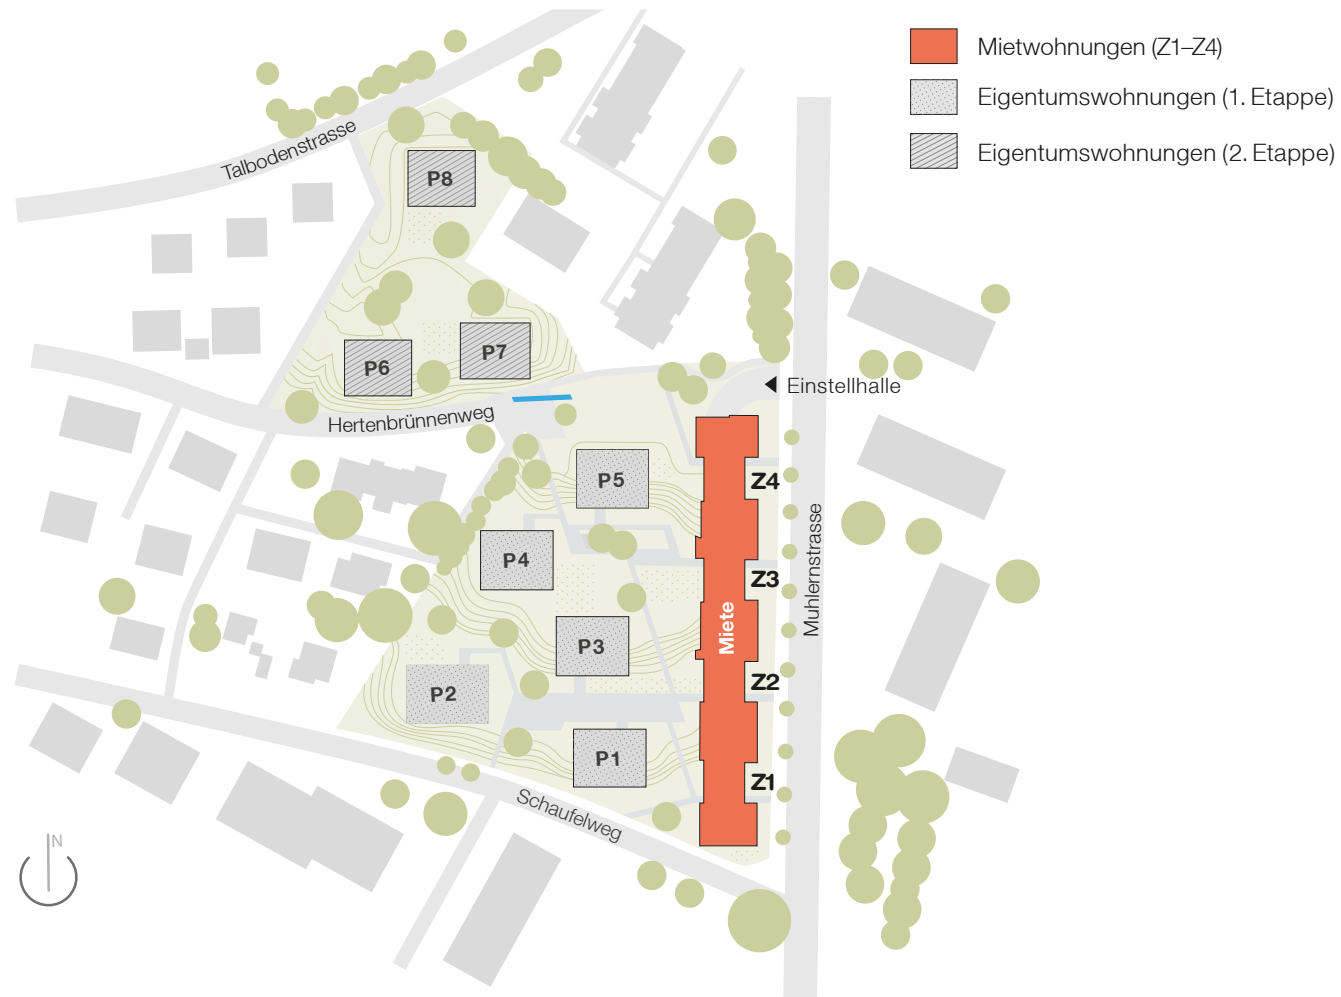 Mietwohnungen (Z1–Z4)
Eigentumswohnungen (1. Etappe)
Eigentumswohnungen (2. Etappe)
Talbodenstrasse
P8
P7
P6
Einstellhalle
Hertenbrünnenweg
P5
Z4
P4
Z3
Muhlernstrasse
Miete
P3
Z2
P2
P1
Z1
Schaufelweg
N